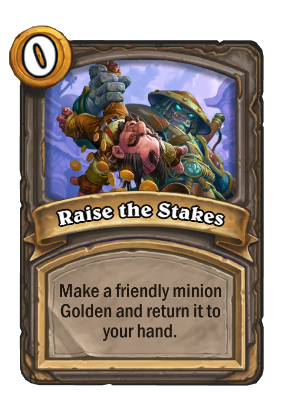 0
Raise the Stakes
Make a friendly minion
Golden and return it to
your hand.